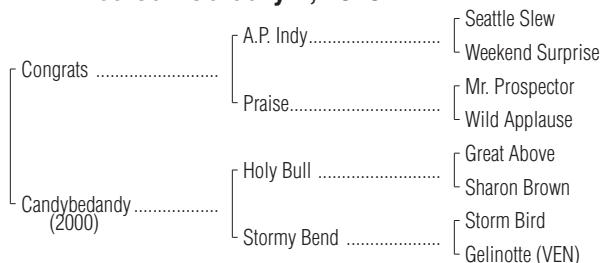 Seattle Slew
A.P. Indy........................................
Weekend Surprise
Congrats ....................................
Mr. Prospector
Praise.............................................
Wild Applause
Great Above
Holy Bull .....................................
Sharon Brown
Candybedandy .........................
(2000)
Storm Bird
Stormy Bend ............................
Gelinotte (VEN)